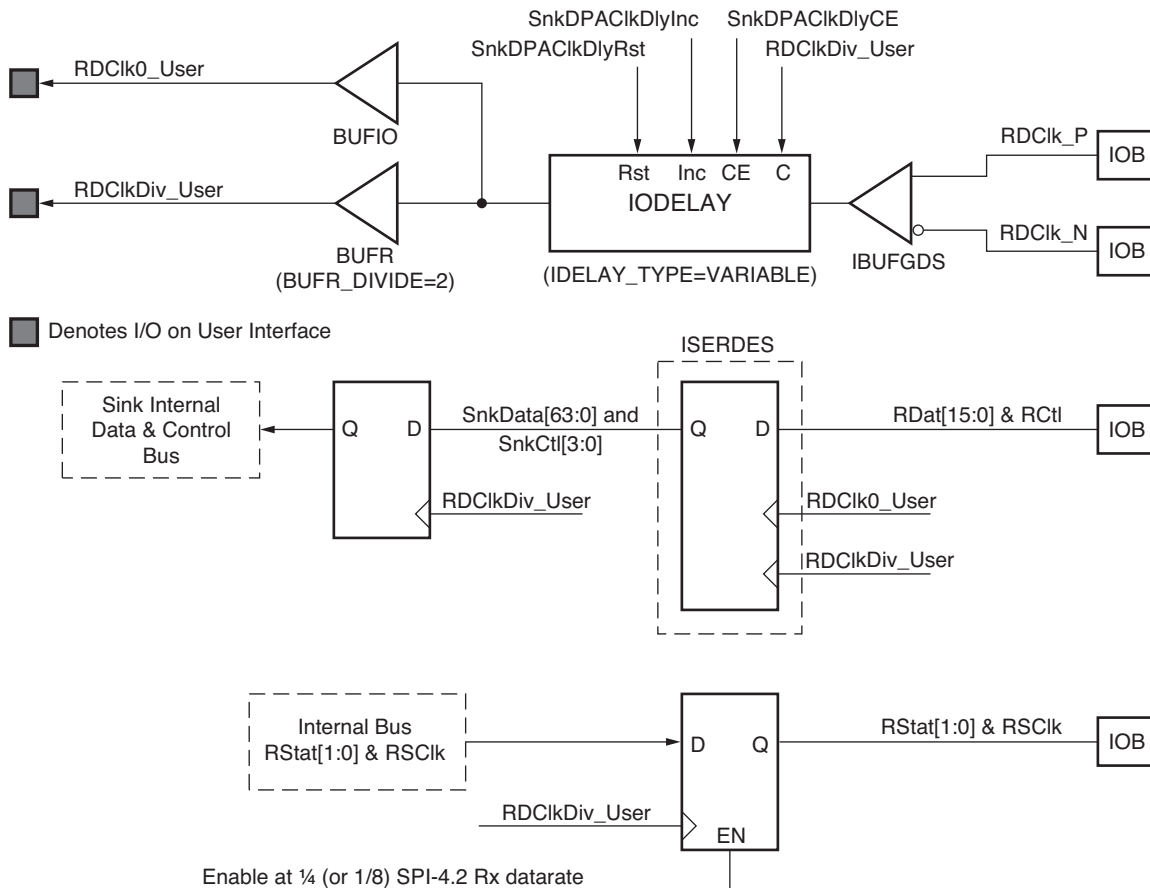 SnkDPAClkDlyInc
SnkDPAClkDlyCE
SnkDPAClkDlyRst
RDClkDiv_User
RDClk0_User
BUFIO
RDClk_P
IOB
Rst
Inc
CE
C
IODELAY
RDClkDiv_User
BUFR
(BUFR_DIVIDE=2)
(IDELAY_TYPE=VARIABLE)
IBUFGDS
RDClk_N
IOB
Denotes I/O on User Interface
ISERDES
Sink Internal
Data & Control
Bus
Q
D
SnkData[63:0] and
SnkCtl[3:0]
Q
D
RDat[15:0] & RCtl
IOB
RDClkDiv_User
RDClk0_User
RDClkDiv_User
Internal Bus
RStat[1:0] & RSClk
D
Q
RStat[1:0] & RSClk
IOB
RDClkDiv_User
EN
Enable at ¼ (or 1/8) SPI-4.2 Rx datarate